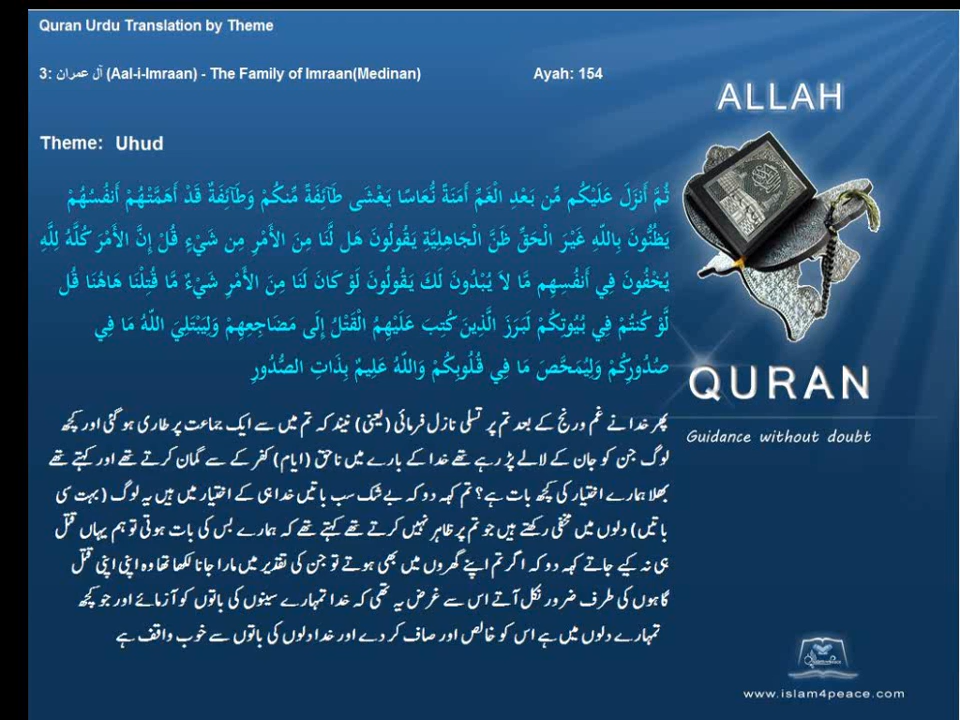 Quran Urdu Translation by Theme
3: آل عمران (Aal-i-Imraan) - The Family of Imraan(Medinan) Ayah: 154
Theme: Uhud
ثُمَّ أَنزَلَ عَلَيْكُم مِّن بَعْدِ الْغَمِّ أَمَنَةً نُّعَاسًا يَغْشَى طَآئِفَةً مِّنكُمْ وَطَآئِفَةٌ قَدْ أَهَمَّتْهُمْ أَنفُسُهُمْ
يَظُنُّونَ بِاللّهِ غَيْرَ الْحَقِّ ظَنَّ الْجَاهِلِيَّةِ يَقُولُونَ هَل لَّنَا مِنَ الأَمْرِ مِن شَيْءٍ قُلْ إِنَّ الأَمْرَ كُلَّهُ لِلَّهِ
يُخْفُونَ فِي أَنفُسِهِم مَّا لاَ يُبْدُونَ لَكَ يَقُولُونَ لَوْ كَانَ لَنَا مِنَ الأَمْرِ شَيْءٌ مَّا قُتِلْنَا هَاهُنَا قُل
لَّوْ كُنتُمْ فِي بُيُوتِكُمْ لَبَرَزَ الَّذِينَ كُتِبَ عَلَيْهِمُ الْقَتْلُ إِلَى مَضَاجِعِهِمْ وَلِيَبْتَلِيَ اللّهُ مَا فِي
صُدُورِكُمْ وَلِيُمَحَّصَ مَا فِي قُلُوبِكُمْ وَاللّهُ عَلِيمٌ بِذَاتِ الصُّدُورِ
پھر خدا نے غم ورنج کے بعد تم پر تسلی نازل فرمائی (یعنی) نیند کہ تم میں سے ایک جماعت پر طاری ہو گئی اور کچھ
لوگ جن کو جان کے لالے پڑ رہے تھے خدا کے بارے میں ناحق (ایام) کفر کے سے گمان کرتے تھے اور کہتے تھے
بھلا ہمارے اختیار کی کچھ بات ہے؟ تم کہہ دو کہ بے شک سب باتیں خدا ہی کے اختیار میں ہیں یہ لوگ (بہت سی
باتیں) دلوں میں مخفی رکھتے ہیں جو تم پر ظاہر نہیں کرتے تھے کہتے تھے کہ ہمارے بس کی بات ہوتی تو ہم یہاں قتل
ہی نہ کیے جاتے کہہ دو کہ اگر تم اپنے گھروں میں بھی ہوتے تو جن کی تقدیر میں مارا جانا لکھا تھا وہ اپنی اپنی قتل
گاہوں کی طرف ضرور نکل آتے اس سے غرض یہ تھی کہ خدا تمہارے سینوں کی باتوں کو آزمائے اور جو کچھ
تمہارے دلوں میں ہے اس کو خالص اور صاف کر دے اور خدا دلوں کی باتوں سے خوب واقف ہے
ALLAH
QURAN
Guidance without doubt
www.islam4peace.com